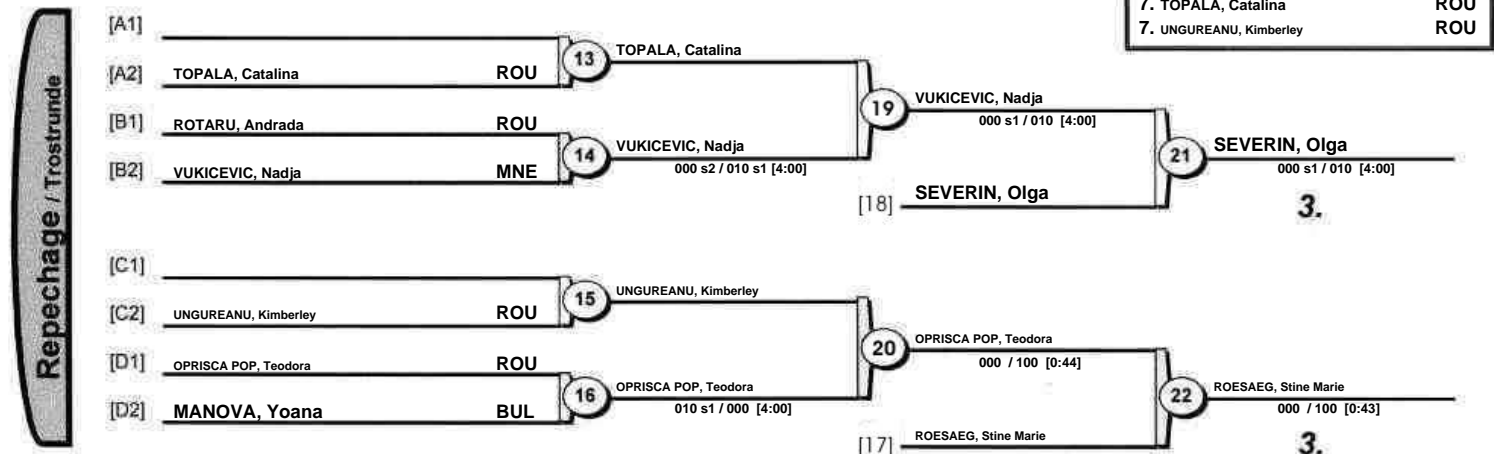 7. TOPALA, Catalina ROU
7. UNGUREANU, Kimberley ROU
Repechage / Trostrunde
[A1]
[A2] TOPALA, Catalina ROU
13 TOPALA, Catalina
[B1] ROTARU, Andrada ROU
[B2] VUKICEVIC, Nadja MNE
14 VUKICEVIC, Nadja
000 s2 / 010 s1 [4:00]
19 VUKICEVIC, Nadja
000 s1 / 010 [4:00]
[18] SEVERIN, Olga
21 SEVERIN, Olga
000 s1 / 010 [4:00]
3.
[C1]
[C2] UNGUREANU, Kimberley ROU
15 UNGUREANU, Kimberley
[D1] OPRISCA POP, Teodora ROU
[D2] MANOVA, Yoana BUL
16 OPRISCA POP, Teodora
010 s1 / 000 [4:00]
20 OPRISCA POP, Teodora
000 / 100 [0:44]
[17] ROESAEG, Stine Marie
22 ROESAEG, Stine Marie
000 / 100 [0:43]
3.